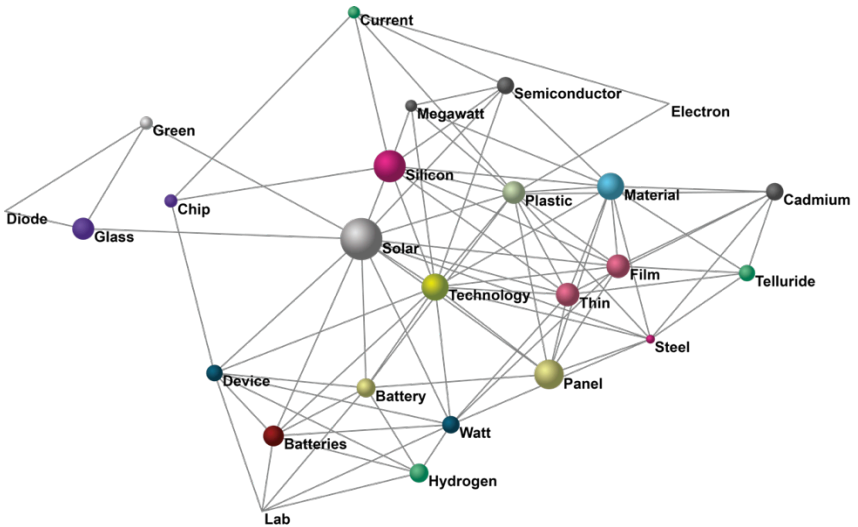 Current
Semiconductor
Megawatt
Electron
Green
Silicon
Material
Plastic
Cadmium
Chip
Diode
Glass
Solar
Film
Telluride
Technology
Thin
Steel
Device
Panel
Battery
Watt
Batteries
Hydrogen
Lab